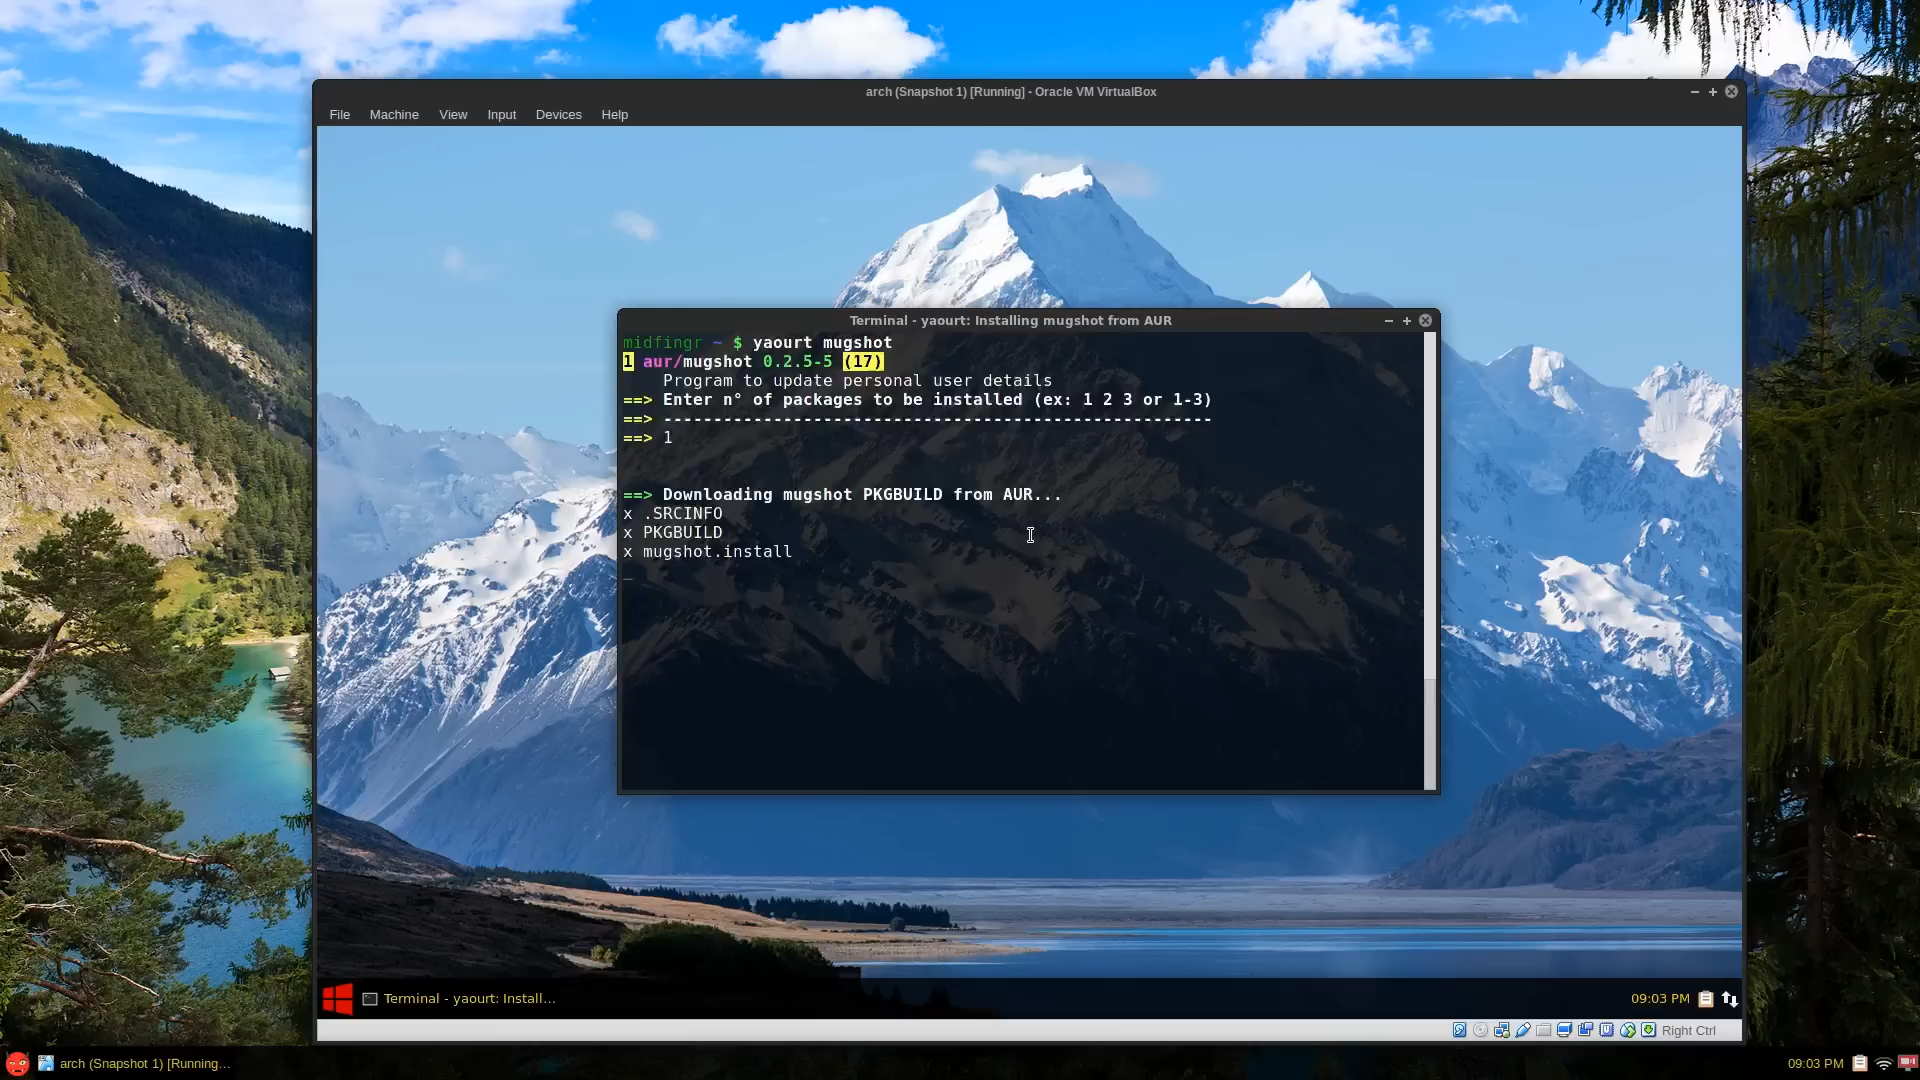 arch (Snapshot 1) [Running] - Oracle VM VirtualBox
File Machine View Input Devices Help
Terminal - yaourt: Installing mugshot from AUR
midfingr ~ $ yaourt mugshot
1 aur/mugshot 0.2.5-5 (17)
Program to update personal user details
==> Enter n° of packages to be installed (ex: 1 2 3 or 1-3)
==> -------------------------------------------------------
==> 1
==> Downloading mugshot PKGBUILD from AUR...
x .SRCINFO
x PKGBUILD
x mugshot.install
Terminal - yaourt: Install...
09:03 PM
Right Ctrl
arch (Snapshot 1) [Running...
09:03 PM